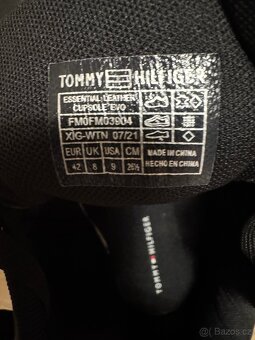 TOMMY HILFIGER
ESSENTIAL LEATHER
CUPSOLE EVO
FM0FM03904
XIG-WTN 07/21
EUR UK USA CM
42 8 9 26½
MADE IN CHINA
HECHO EN CHINA
TOMMY HILFIGER
sbazar.cz